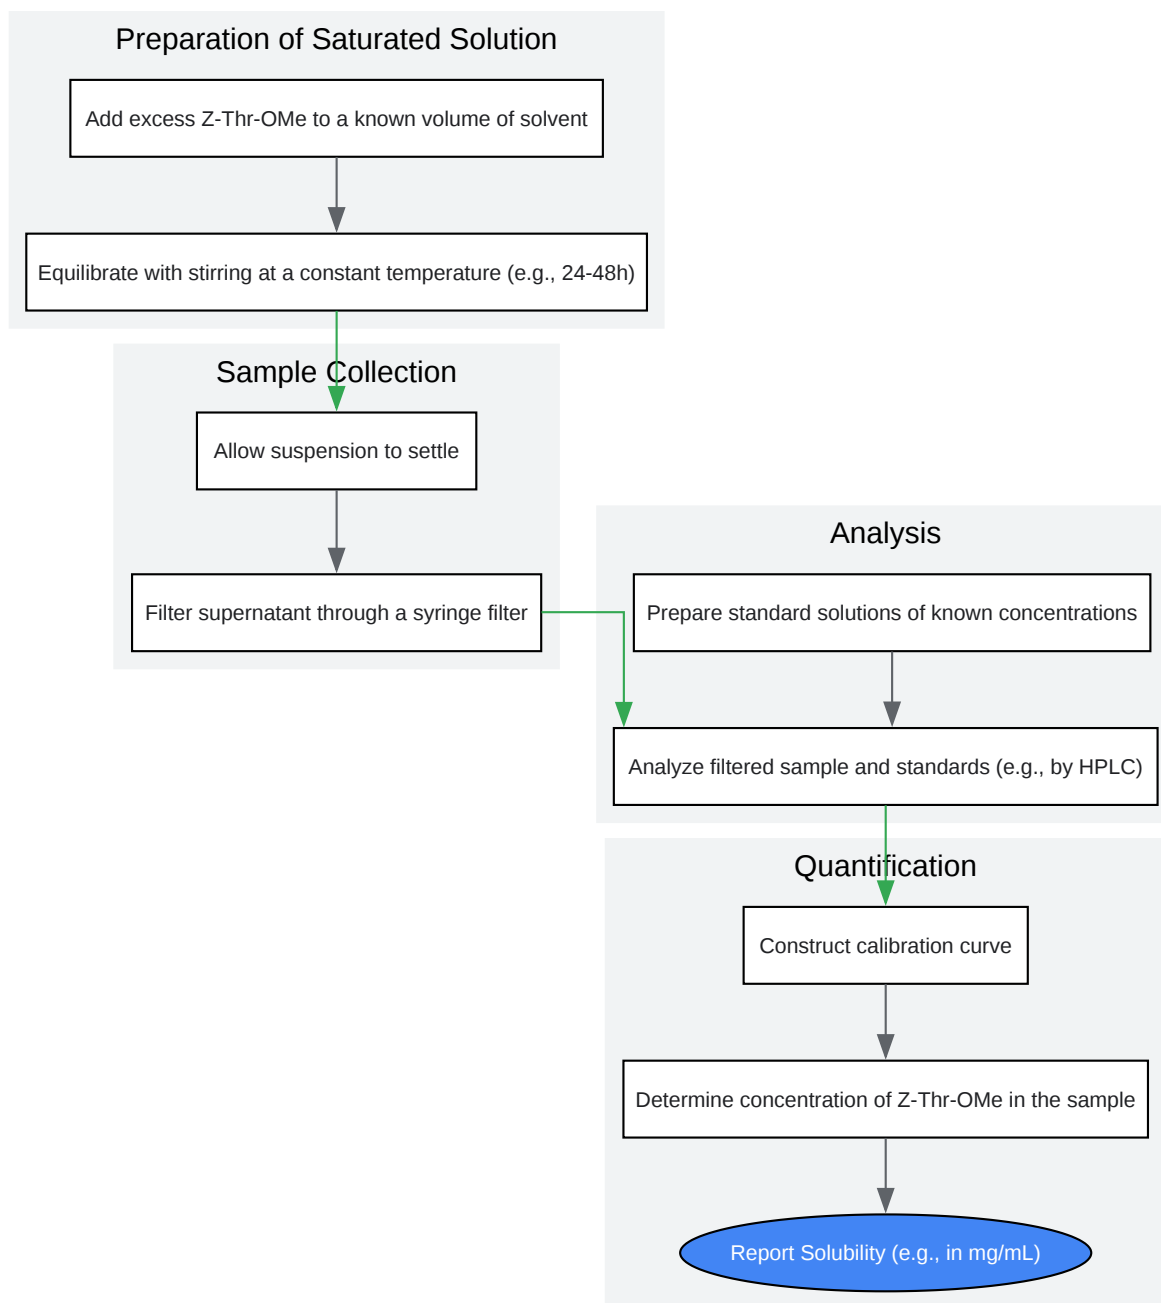 Preparation of Saturated Solution
Add excess Z-Thr-OMe to a known volume of solvent
Equilibrate with stirring at a constant temperature (e.g., 24-48h)
Sample Collection
Allow suspension to settle
Filter supernatant through a syringe filter
Analysis
Prepare standard solutions of known concentrations
Analyze filtered sample and standards (e.g., by HPLC)
Quantification
Construct calibration curve
Determine concentration of Z-Thr-OMe in the sample
Report Solubility (e.g., in mg/mL)